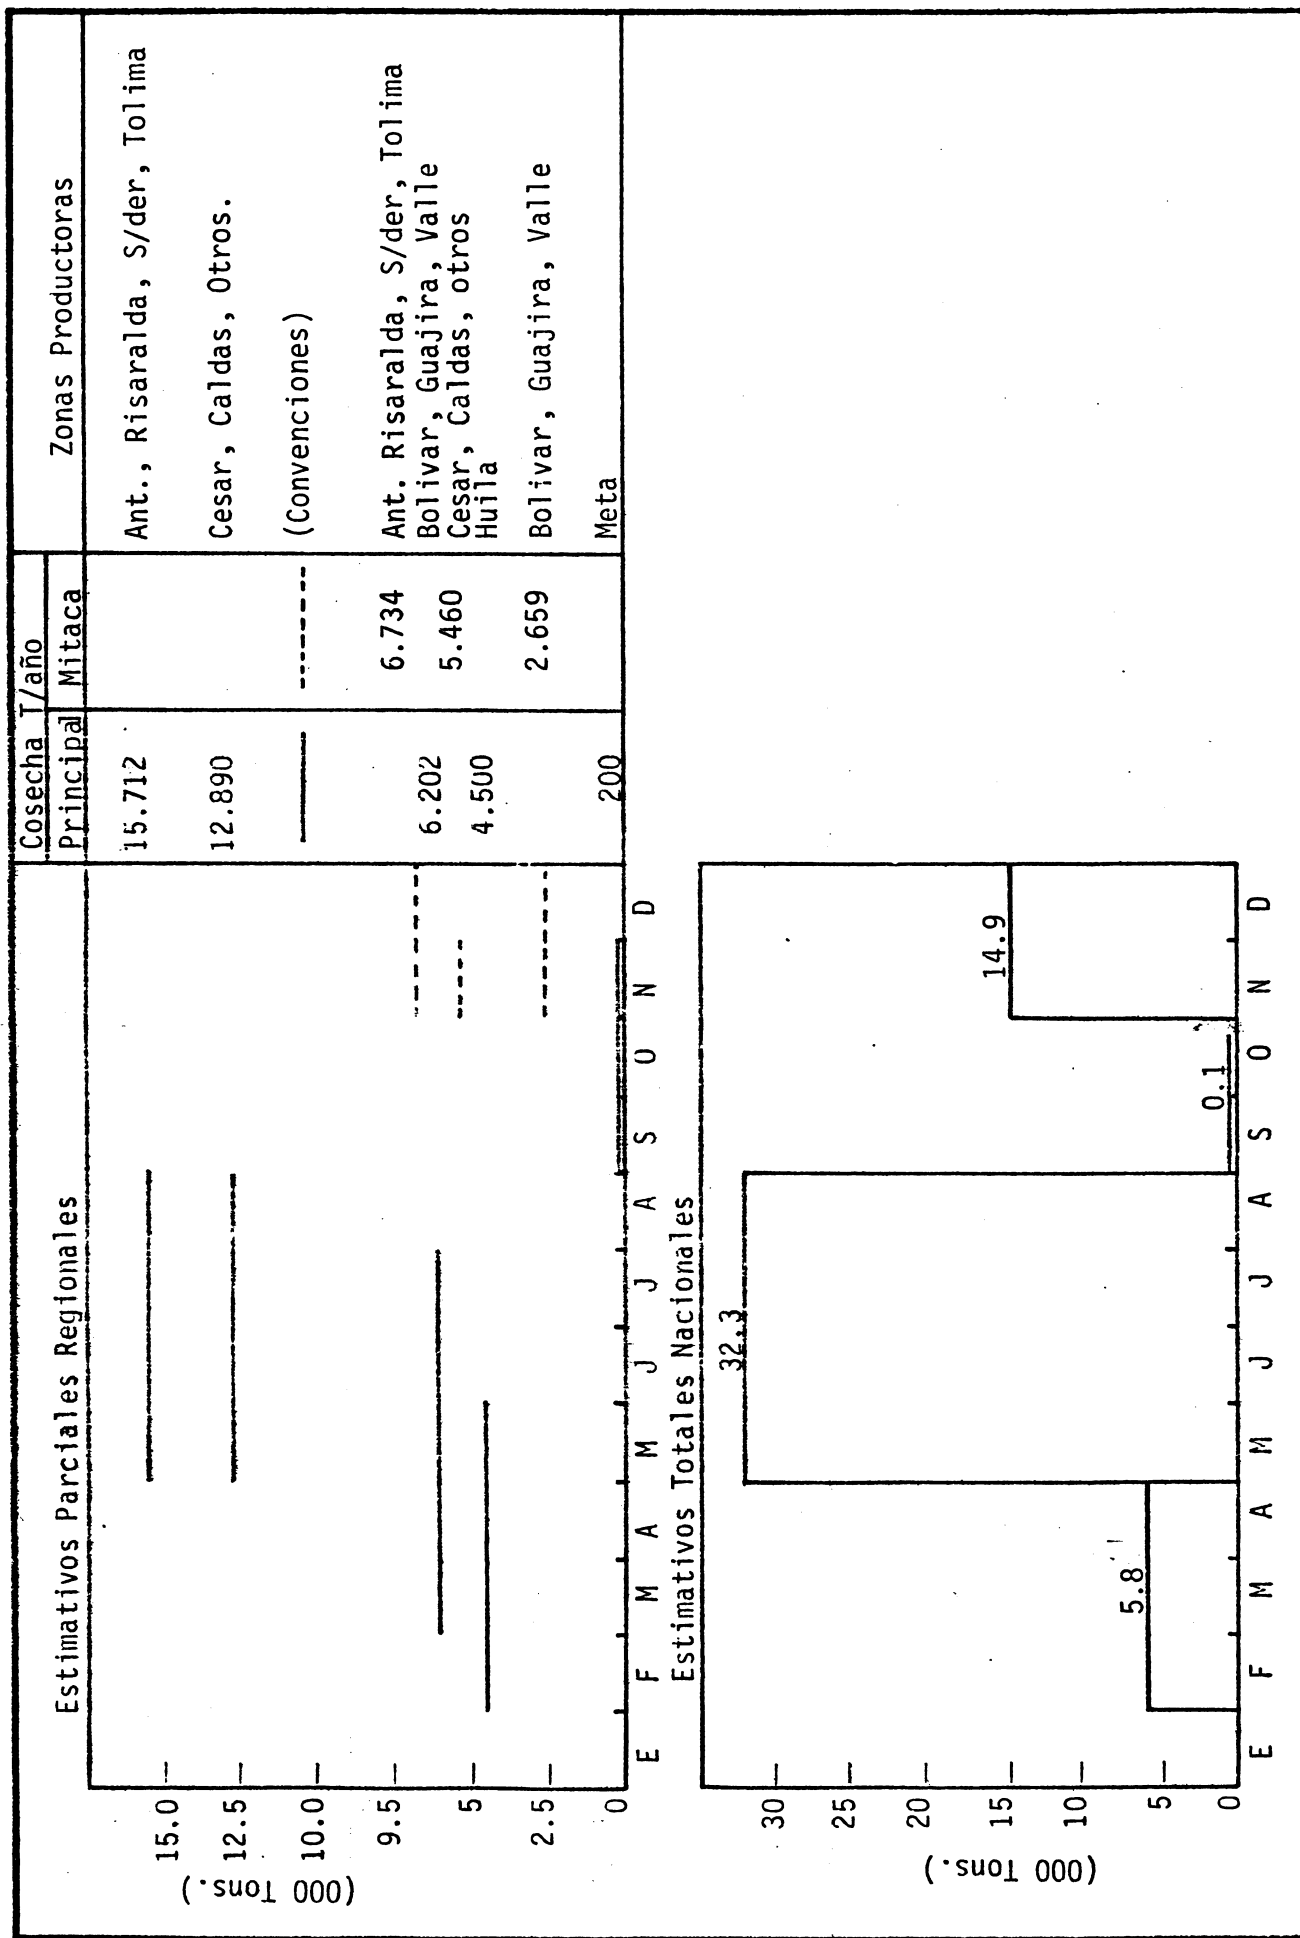 Estimativos Parciales Regionales
Cosecha T/año
Principal Mitaca
Zonas Productoras
15.0
12.5
10.0
9.5
5
2.5
0
(000 Tons.)
15.712 Ant., Risaralda, S/der, Tolima
12.890 Cesar, Caldas, Otros.
(Convenciones)
6.734 Ant. Risaralda, S/der, Tolima
6.202 Bolivar, Guajira, Valle
5.460 Cesar, Caldas, otros
4.500 Huila
2.659 Bolivar, Guajira, Valle
200 Meta
E F M A M J J A S O N D
Estimativos Totales Nacionales
30
25
20
15
10
5
0
(000 Tons.)
5.8
32.3
0.1
14.9
E F M A M J J A S O N D